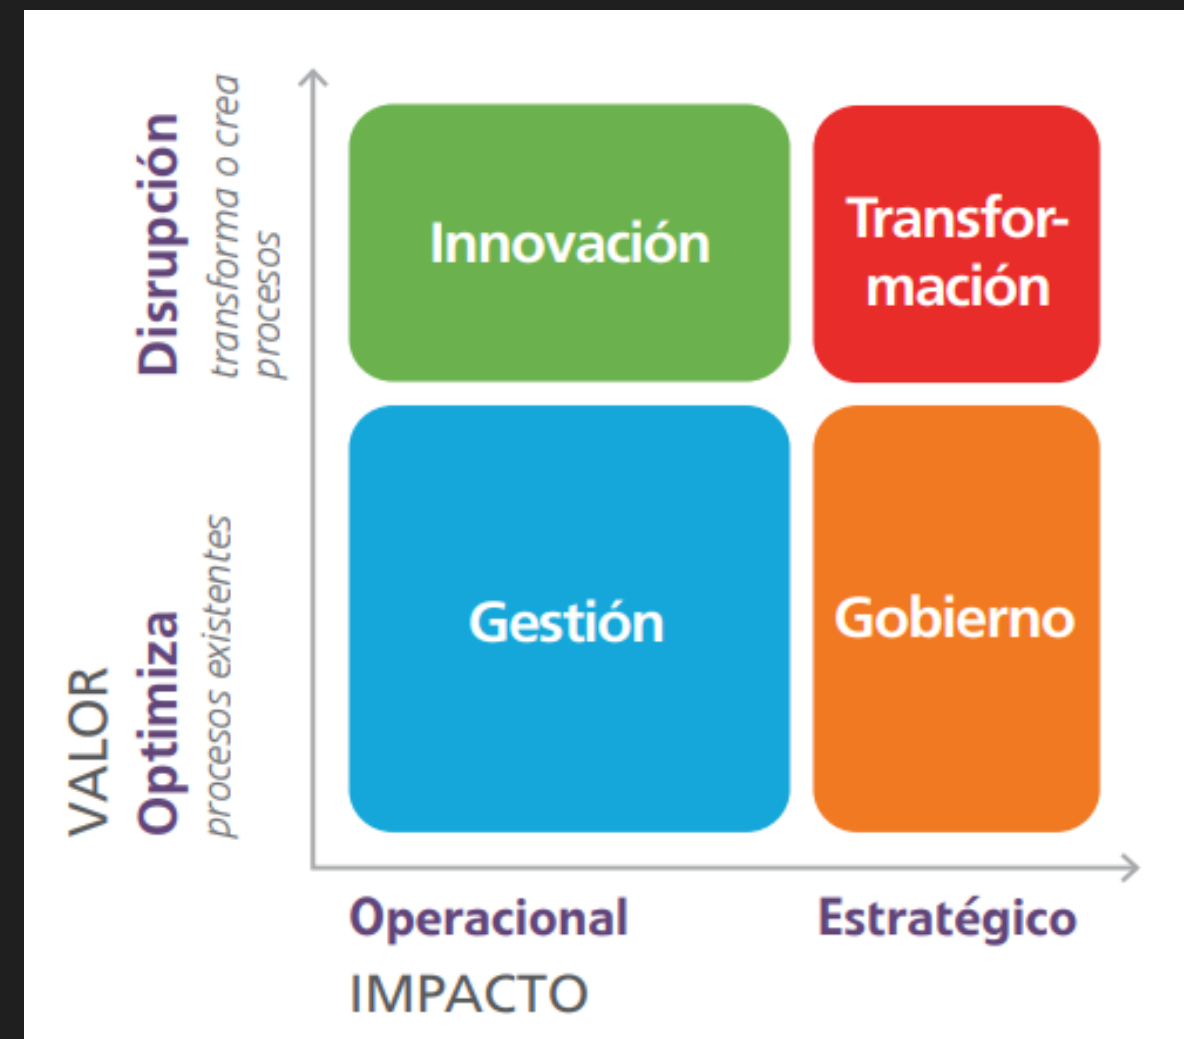 Disrupción
transforma o crea
procesos
Innovación
Transfor-
mación
VALOR
Optimiza
procesos existentes
Gestión
Gobierno
Operacional
Estratégico
IMPACTO